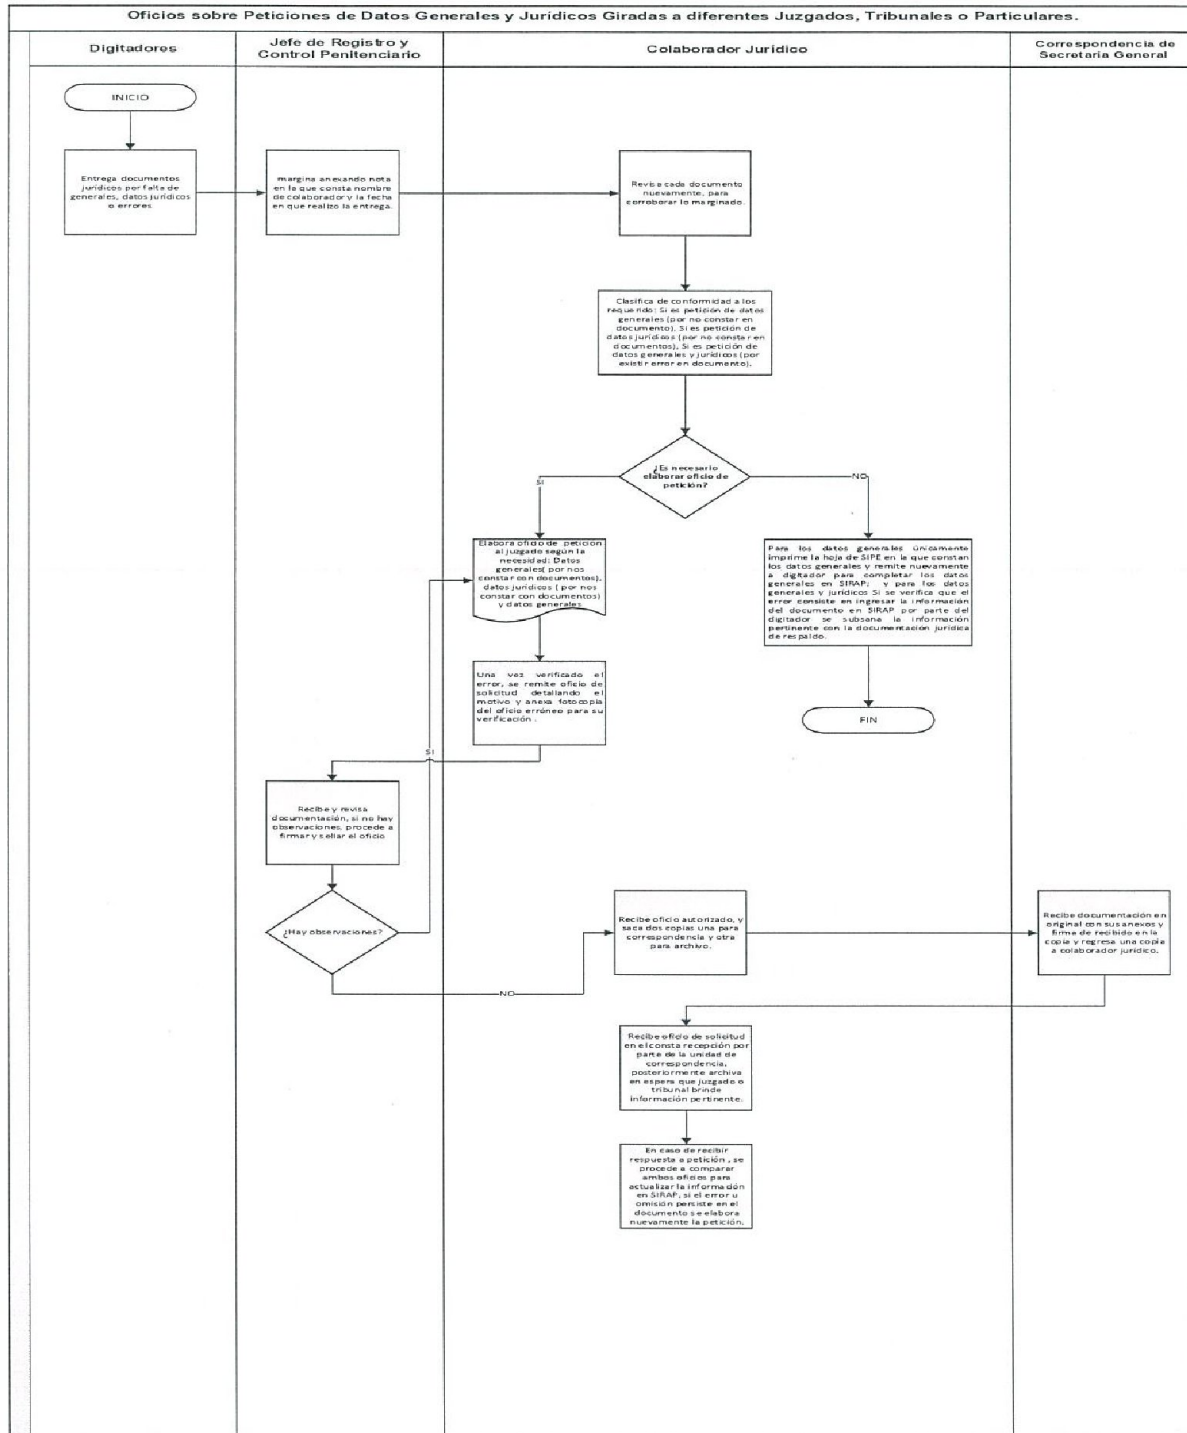 Oficios sobre Peticiones de Datos Generales y Jurídicos Giradas a diferentes Juzgados, Tribunales o Particulares.
Digitadores
Jefe de Registro y
Control Penitenciario
Colaborador Jurídico
Correspondencia de
Secretaría General
INICIO
Entrega documentos
jurídicos por falta de
generales, datos jurídicos
o errores
margina anexando nota
en la que consta nombre
de colaborador y la fecha
en que realizo la entrega.
Revisa cada documento
nuevamente, para
corroborar lo marginado.
Clasifica de conformidad a los
requerido: Si es petición de datos
generales (por no constar en
documento), Si es petición de
datos jurídicos (por no constar en
documentos), Si es petición de
datos generales y jurídicos (por
existir error en documento).
¿Es necesario
elaborar oficio de
petición?
SI
NO
Elabora oficio de petición
al juzgado según la
necesidad: Datos
generales( por nos
constar con documentos),
datos jurídicos ( por nos
constar con documentos)
y datos generales
Para los datos generales únicamente
imprime la hoja de SIPE en la que constan
los datos generales y remite nuevamente
a digitador para completar los datos
generales en SIRAP; y para los datos
generales y jurídicos Si se verifica que el
error consiste en ingresar la información
del documento en SIRAP por parte del
digitador se subsana la información
pertinente con la documentación jurídica
de respaldo.
Una vez verificado el
error, se remite oficio de
solicitud detallando el
motivo y anexa fotocopia
del oficio erróneo para su
verificación .
FIN
SI
Recibe y revisa
documentación, si no hay
observaciones, procede a
firmar y sellar el oficio
¿Hay observaciones?
NO
Recibe oficio autorizado, y
saca dos copias una para
correspondencia y otra
para archivo.
Recibe documentación en
original con sus anexos y
firma de recibido en la
copia y regresa una copia
a colaborador jurídico.
Recibe oficio de solicitud
en el consta recepción por
parte de la unidad de
correspondencia,
posteriormente archiva
en espera que juzgado o
tribunal brinde
información pertinente.
En caso de recibir
respuesta a petición , se
procede a comparar
ambos oficios para
actualizar la información
en SIRAP, si el error u
omisión persiste en el
documento se elabora
nuevamente la petición.